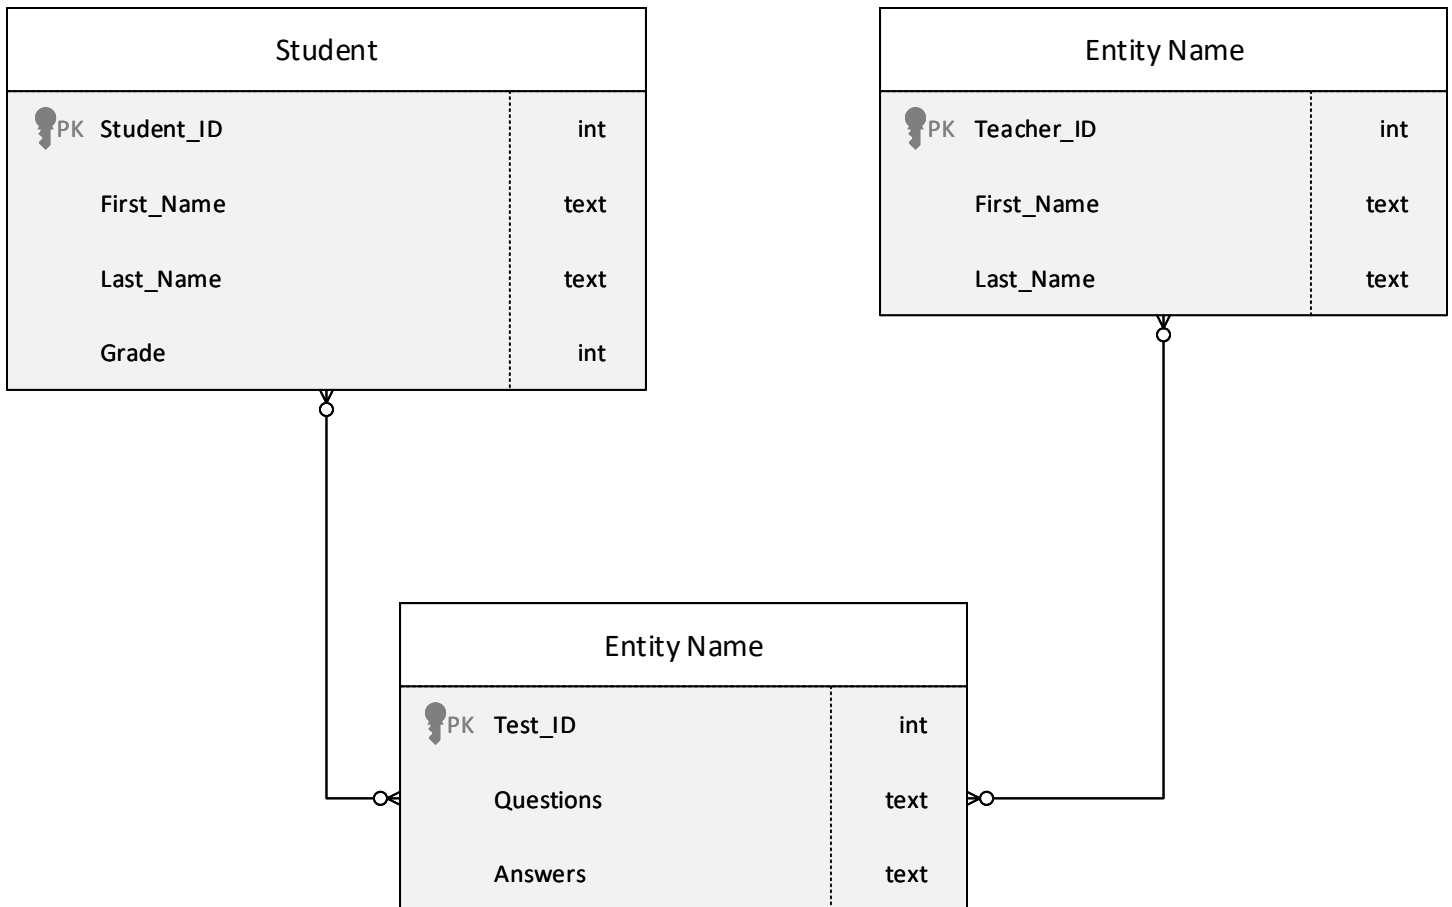 Student
PK Student_ID int
First_Name text
Last_Name text
Grade int
Entity Name
PK Teacher_ID int
First_Name text
Last_Name text
Entity Name
PK Test_ID int
Questions text
Answers text